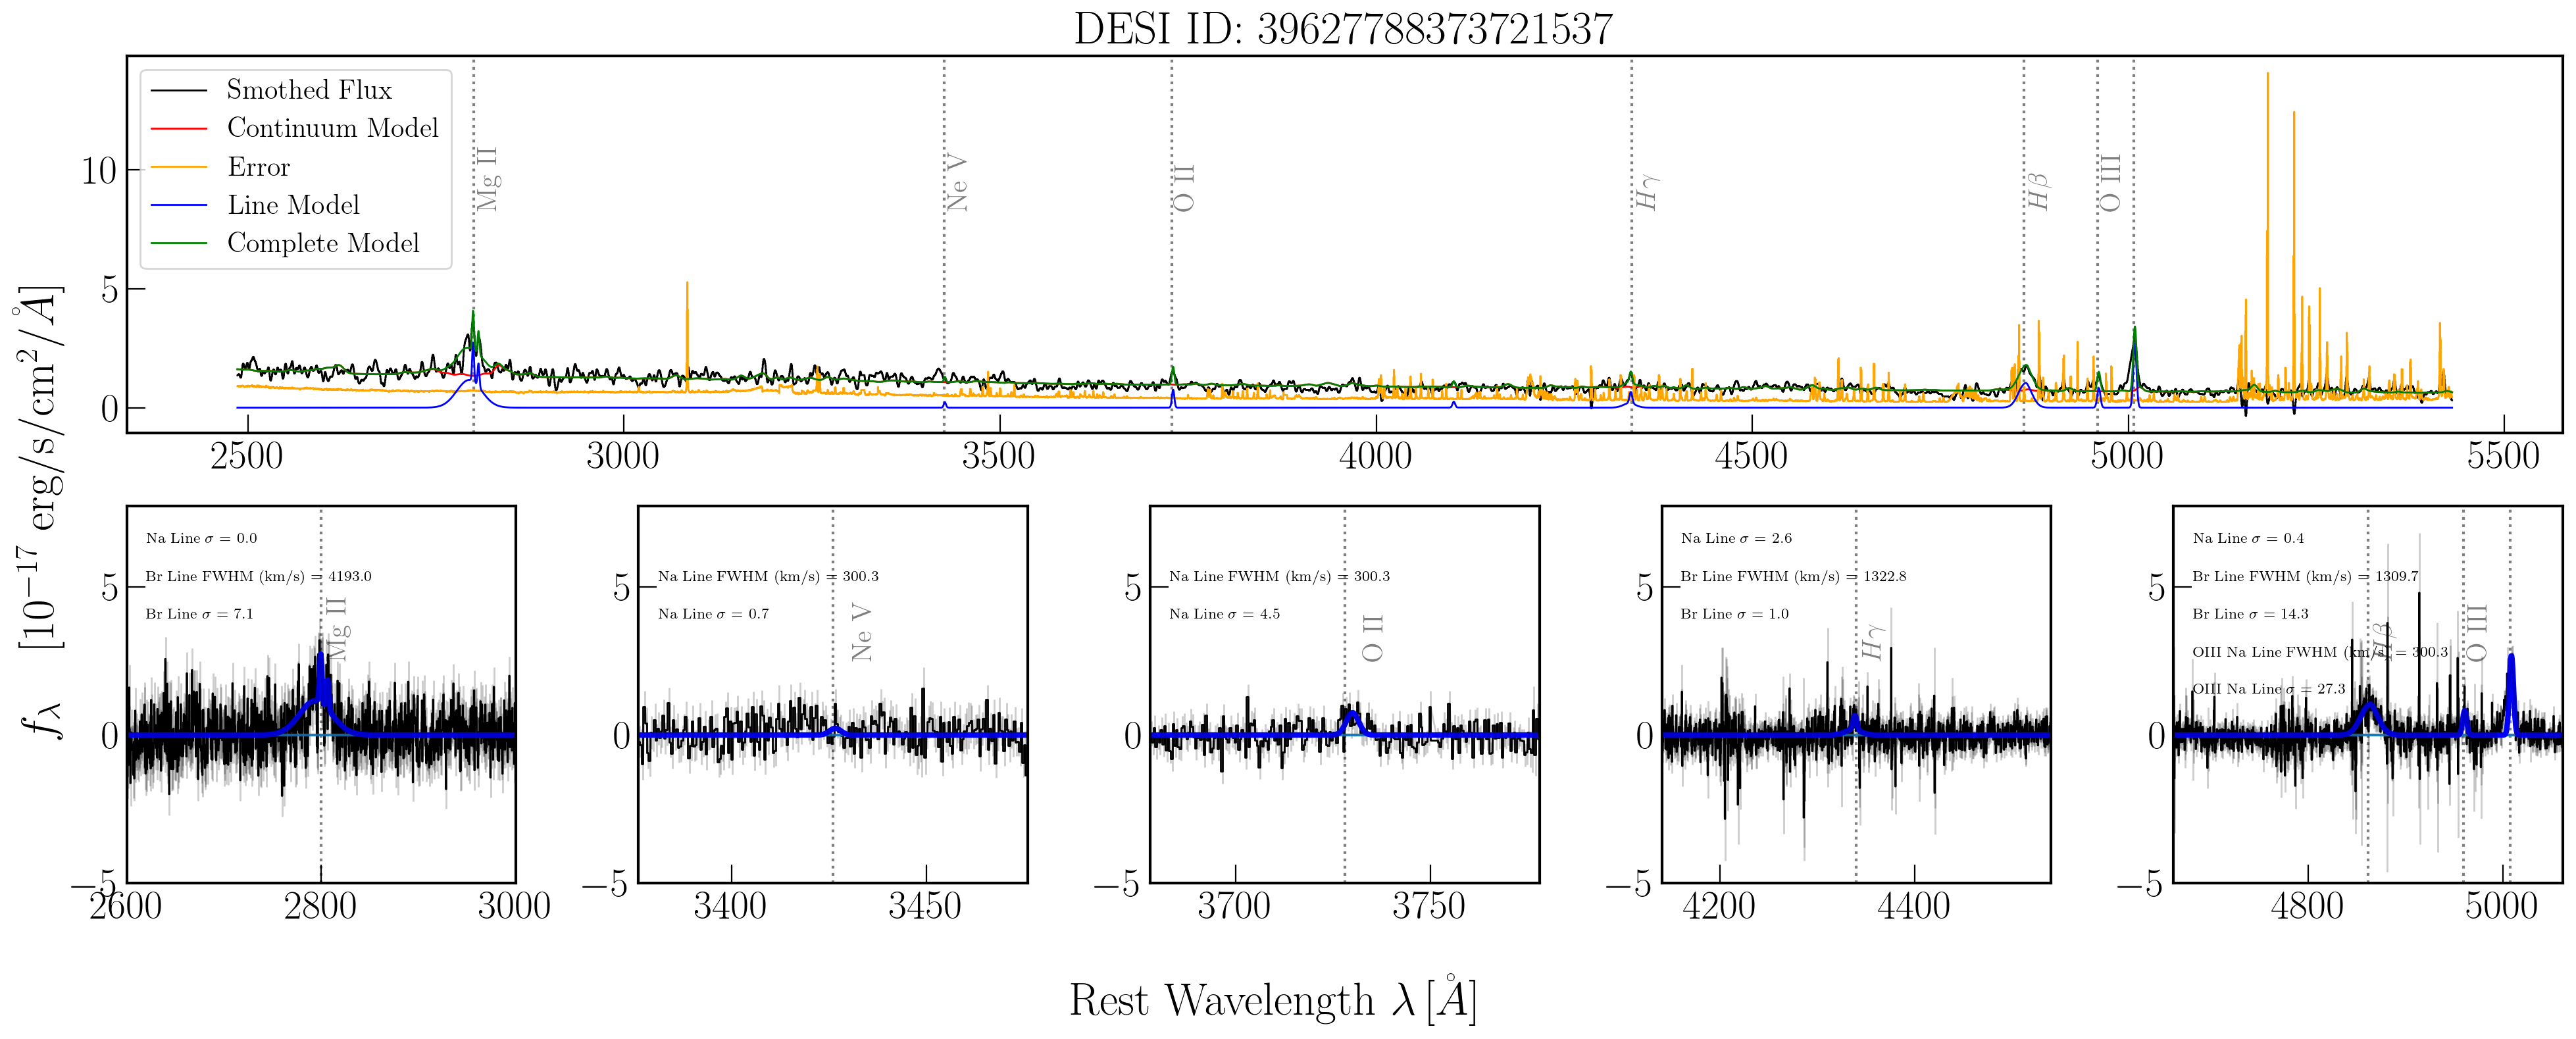 DESI ID: 39627788373721537
Smothed Flux
Continuum Model
Error
Line Model
Complete Model
Mg II
Ne V
O II
Hγ
Hβ
O III
10
5
0
2500 3000 3500 4000 4500 5000 5500
f_λ [10^{-17} erg/s/cm^2/Å]
Na Line σ = 0.0
Br Line FWHM (km/s) = 4193.0
Br Line σ = 7.1
Mg II
5
0
−5
2600 2800 3000
Na Line FWHM (km/s) = 300.3
Na Line σ = 0.7
Ne V
5
0
−5
3400 3450
Na Line FWHM (km/s) = 300.3
Na Line σ = 4.5
O II
5
0
−5
3700 3750
Na Line σ = 2.6
Br Line FWHM (km/s) = 1322.8
Br Line σ = 1.0
Hγ
5
0
−5
4200 4400
Na Line σ = 0.4
Br Line FWHM (km/s) = 1309.7
Br Line σ = 14.3
OIII Na Line FWHM (km/s) = 300.3
OIII Na Line σ = 27.3
Hβ
O III
5
0
−5
4800 5000
Rest Wavelength λ [Å]